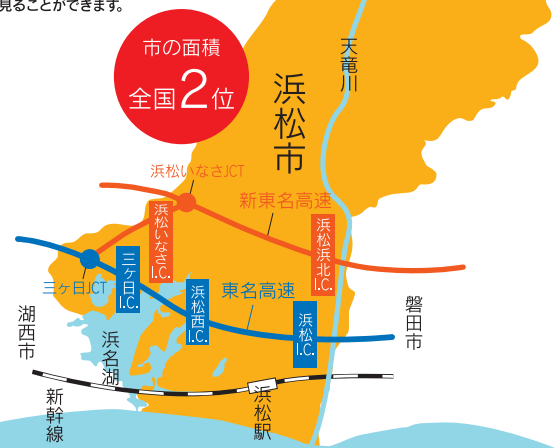 見ることができます。
市の面積
全国2位
天竜川
浜松市
浜松いなさJCT
新東名高速
浜松いなさI.C.
浜松浜北I.C.
三ヶ日JCT
三ヶ日I.C.
浜松西I.C.
東名高速
浜松I.C.
湖西市
浜名湖
磐田市
新幹線
浜松駅